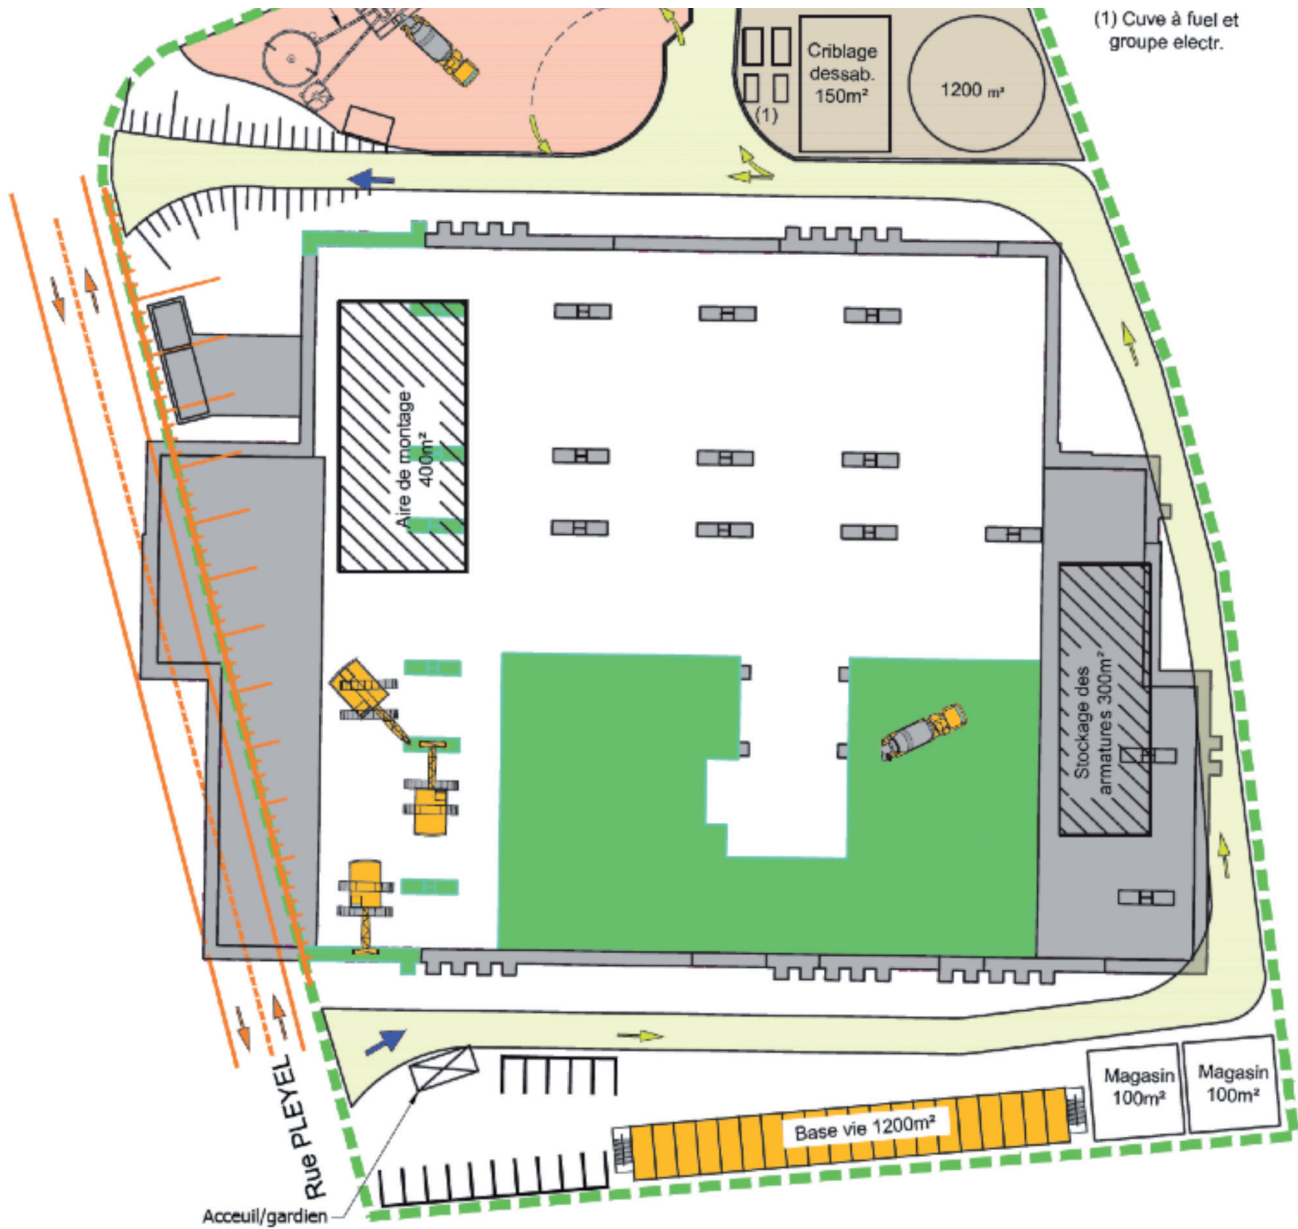 (1) Cuve à fuel et
groupe electr.
Criblage
dessab.
150m²
1200 m²
(1)
Aire de montage
400m²
Stockage des
armatures 300m²
Rue PLEYEL
Magasin
100m²
Magasin
100m²
Base vie 1200m²
Acceuil/gardien